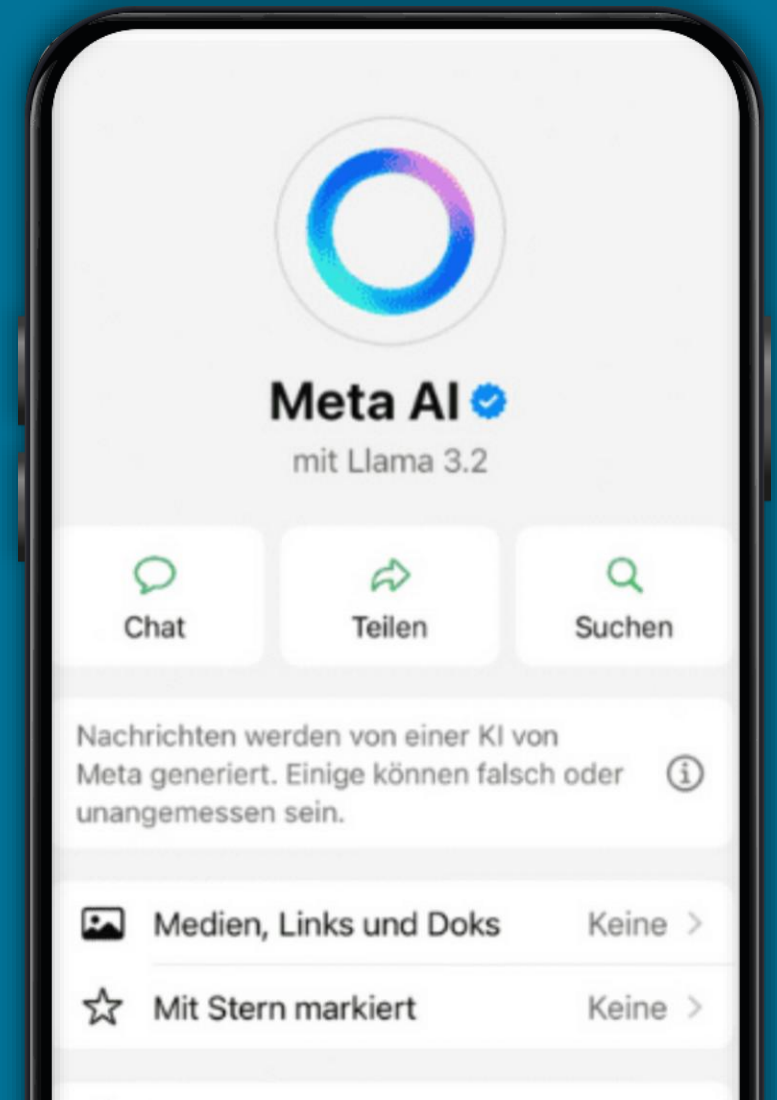 Meta AI
mit Llama 3.2
Chat
Teilen
Suchen
Nachrichten werden von einer KI von
Meta generiert. Einige können falsch oder
unangemessen sein.
Medien, Links und Doks Keine
Mit Stern markiert Keine